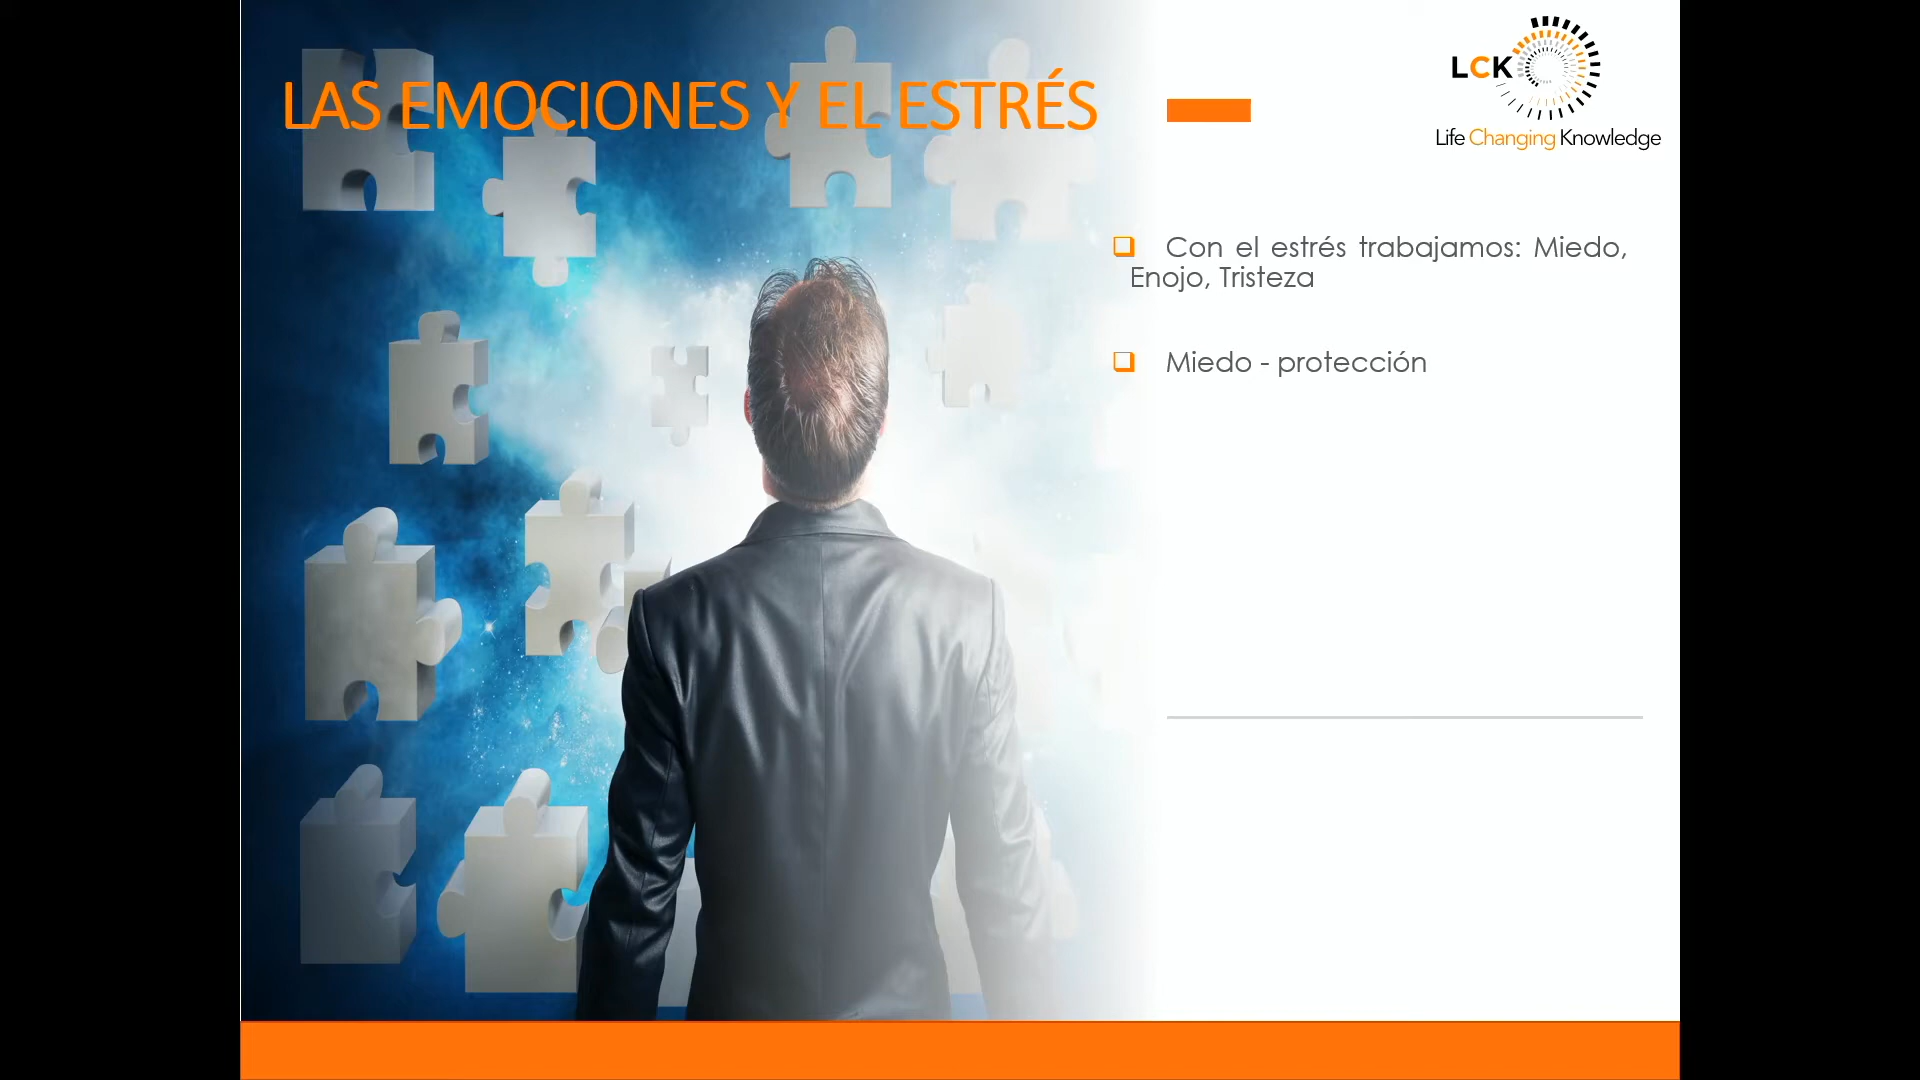 LAS EMOCIONES Y EL ESTRÉS
LCK
Life Changing Knowledge
Con el estrés trabajamos: Miedo,
Enojo, Tristeza
Miedo - protección